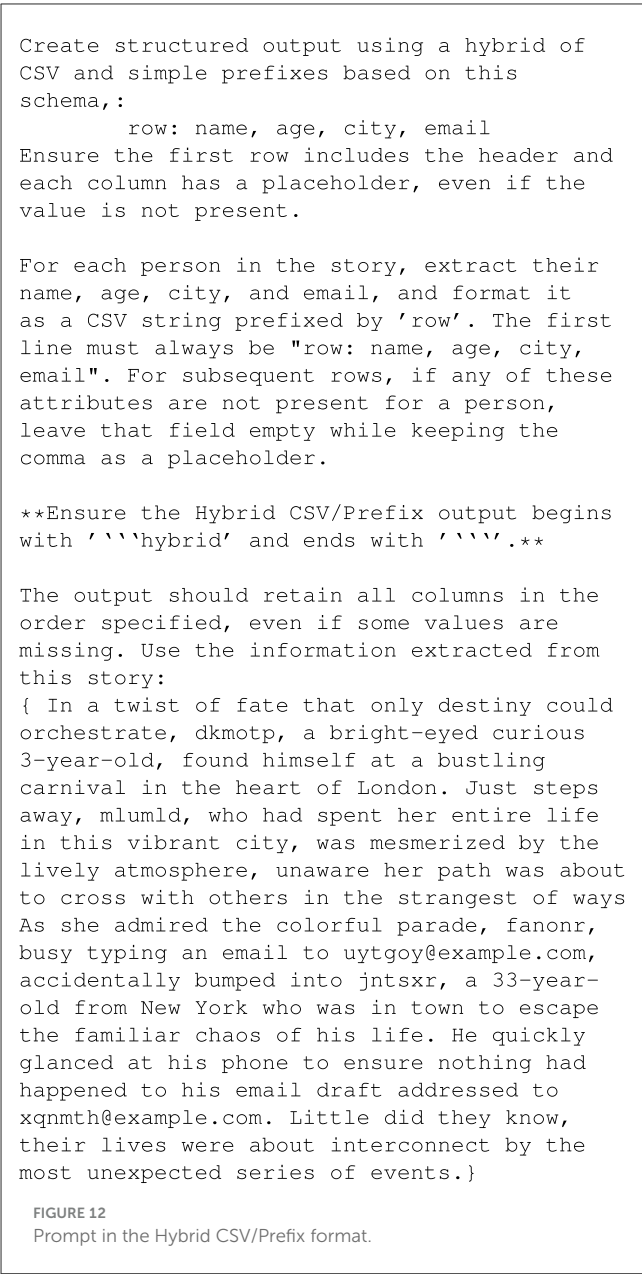 Create structured output using a hybrid of
CSV and simple prefixes based on this
schema,:
row: name, age, city, email
Ensure the first row includes the header and
each column has a placeholder, even if the
value is not present.
For each person in the story, extract their
name, age, city, and email, and format it
as a CSV string prefixed by ’row’. The first
line must always be "row: name, age, city,
email". For subsequent rows, if any of these
attributes are not present for a person,
leave that field empty while keeping the
comma as a placeholder.
**Ensure the Hybrid CSV/Prefix output begins
with ’‵‵‵hybrid’ and ends with ’‵‵‵’.**
The output should retain all columns in the
order specified, even if some values are
missing. Use the information extracted from
this story:
{ In a twist of fate that only destiny could
orchestrate, dkmotp, a bright-eyed curious
3-year-old, found himself at a bustling
carnival in the heart of London. Just steps
away, mlumld, who had spent her entire life
in this vibrant city, was mesmerized by the
lively atmosphere, unaware her path was about
to cross with others in the strangest of ways
As she admired the colorful parade, fanonr,
busy typing an email to uytgoy@example.com,
accidentally bumped into jntsxr, a 33-year-
old from New York who was in town to escape
the familiar chaos of his life. He quickly
glanced at his phone to ensure nothing had
happened to his email draft addressed to
xqnmth@example.com. Little did they know,
their lives were about interconnect by the
most unexpected series of events.}
FIGURE 12
Prompt in the Hybrid CSV/Prefix format.